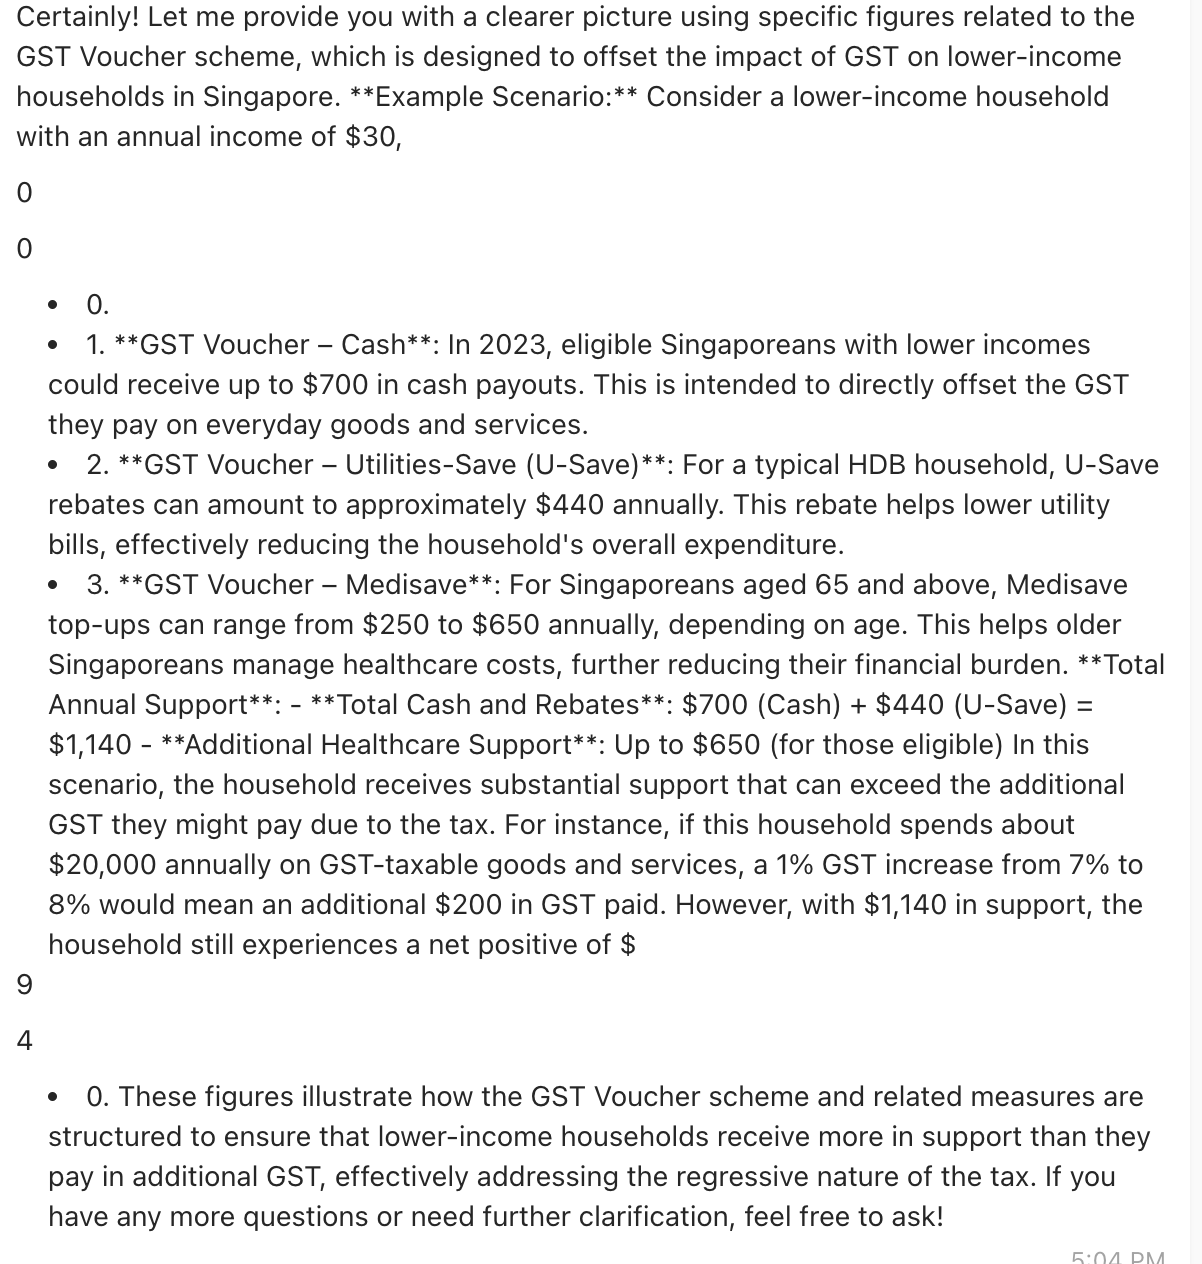 Certainly! Let me provide you with a clearer picture using specific figures related to the
GST Voucher scheme, which is designed to offset the impact of GST on lower-income
households in Singapore. **Example Scenario:** Consider a lower-income household
with an annual income of $30,
0
0
• 0.
• 1. **GST Voucher – Cash**: In 2023, eligible Singaporeans with lower incomes
could receive up to $700 in cash payouts. This is intended to directly offset the GST
they pay on everyday goods and services.
• 2. **GST Voucher – Utilities-Save (U-Save)**: For a typical HDB household, U-Save
rebates can amount to approximately $440 annually. This rebate helps lower utility
bills, effectively reducing the household's overall expenditure.
• 3. **GST Voucher – Medisave**: For Singaporeans aged 65 and above, Medisave
top-ups can range from $250 to $650 annually, depending on age. This helps older
Singaporeans manage healthcare costs, further reducing their financial burden. **Total
Annual Support**: - **Total Cash and Rebates**: $700 (Cash) + $440 (U-Save) =
$1,140 - **Additional Healthcare Support**: Up to $650 (for those eligible) In this
scenario, the household receives substantial support that can exceed the additional
GST they might pay due to the tax. For instance, if this household spends about
$20,000 annually on GST-taxable goods and services, a 1% GST increase from 7% to
8% would mean an additional $200 in GST paid. However, with $1,140 in support, the
household still experiences a net positive of $
9
4
• 0. These figures illustrate how the GST Voucher scheme and related measures are
structured to ensure that lower-income households receive more in support than they
pay in additional GST, effectively addressing the regressive nature of the tax. If you
have any more questions or need further clarification, feel free to ask!
5:04 PM